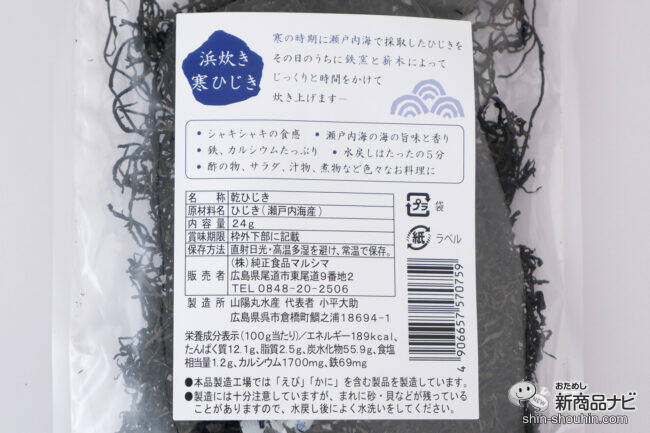 浜炊き
寒ひじき
寒の時期に瀬戸内海で採取したひじきを
その日のうちに鉄窯と薪木によって
じっくりと時間をかけて
炊き上げます―
・シャキシャキの食感 ・瀬戸内海の海の旨味と香り
・鉄、カルシウムたっぷり ・水戻しはたったの5分
・酢の物、サラダ、汁物、煮物など色々なお料理に
名称 乾ひじき
原材料名 ひじき(瀬戸内海産)
内容量 24g
賞味期限 枠外下部に記載
保存方法 直射日光・高温多湿を避け、常温で保存。
販売者 (株)純正食品マルシマ
広島県尾道市東尾道9番地2
TEL 0848-20-2506
製造所 山陽丸水産 代表者 小平大助
広島県呉市倉橋町鯛之浦18694-1
プラ 袋
紙 ラベル
4906657570759
栄養成分表示(100g当たり)/エネルギー189kcal、
たんぱく質12.1g、脂質2.5g、炭水化物55.9g、食塩
相当量1.2g、カルシウム1700mg、鉄69mg
●本品製造工場では「えび」「かに」を含む製品を製造しています。
●製造には十分注意していますが、まれに砂・貝などが残っている
ことがありますので、水戻し後によく水洗いをしてください。
おためし
NEW
新商品ナビ
shin-shouhin.com